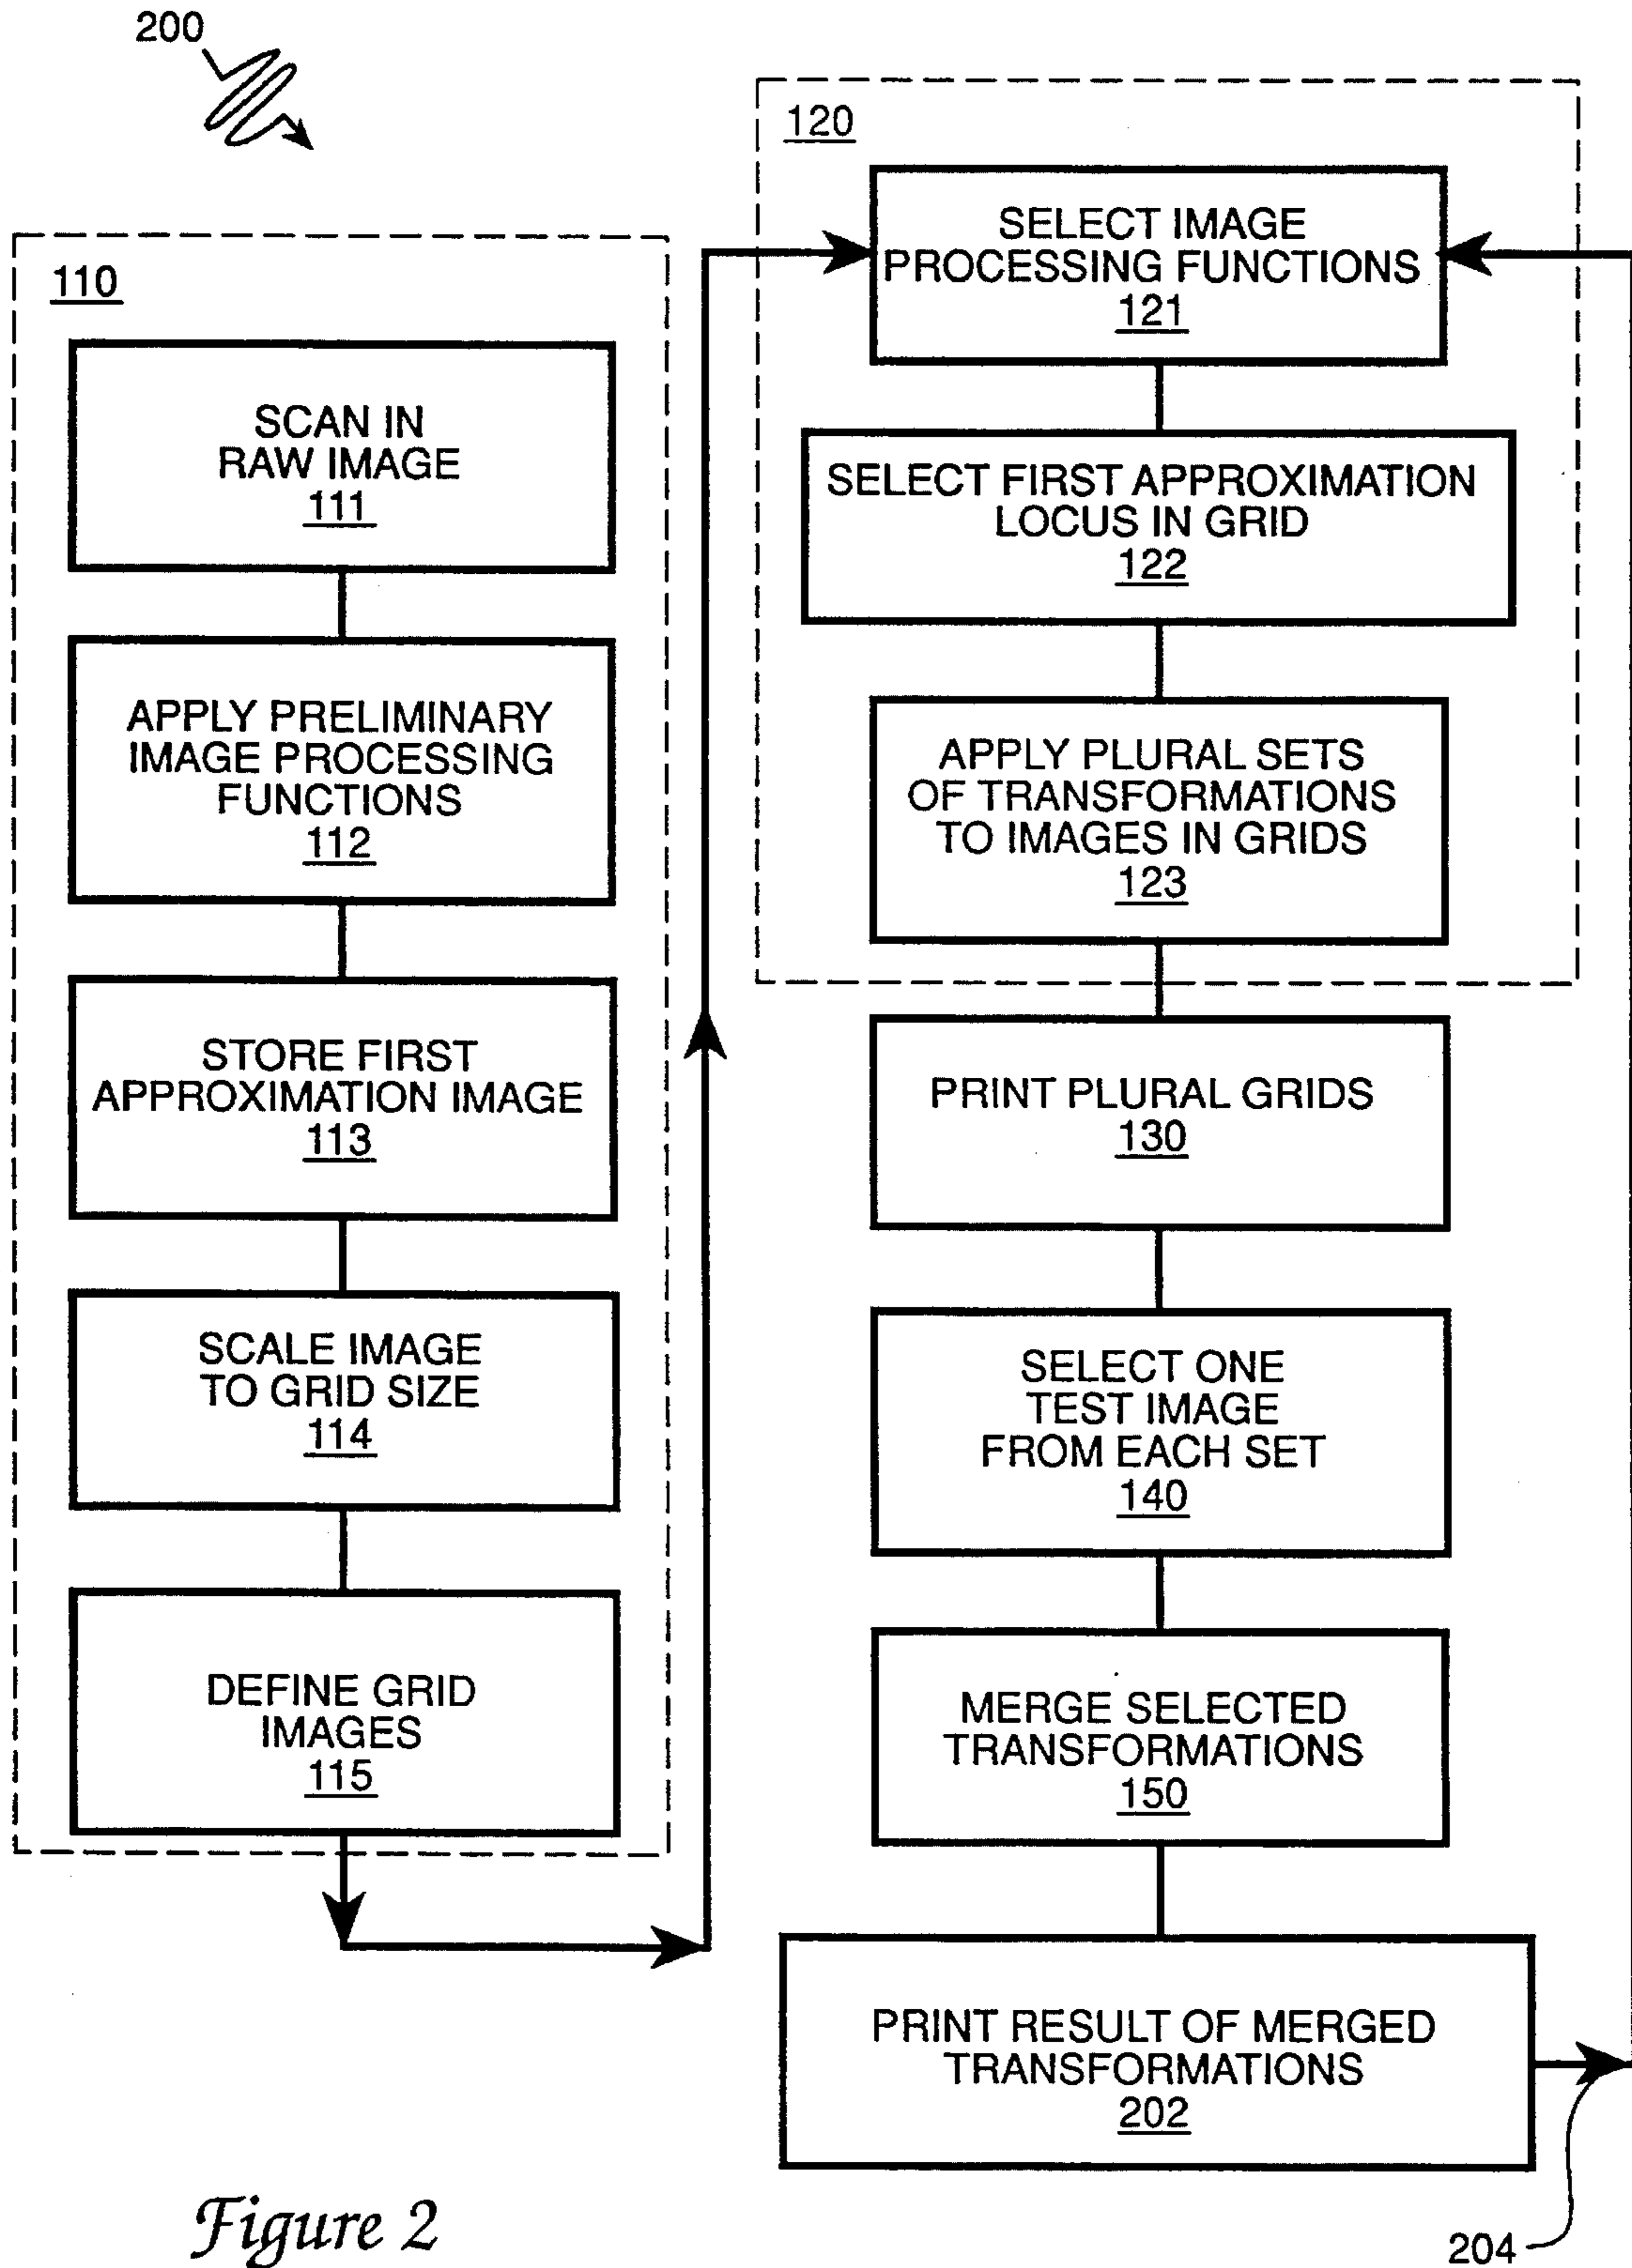 200
110
SCAN IN
RAW IMAGE
111
APPLY PRELIMINARY
IMAGE PROCESSING
FUNCTIONS
112
STORE FIRST
APPROXIMATION IMAGE
113
SCALE IMAGE
TO GRID SIZE
114
DEFINE GRID
IMAGES
115
120
SELECT IMAGE
PROCESSING FUNCTIONS
121
SELECT FIRST APPROXIMATION
LOCUS IN GRID
122
APPLY PLURAL SETS
OF TRANSFORMATIONS
TO IMAGES IN GRIDS
123
PRINT PLURAL GRIDS
130
SELECT ONE
TEST IMAGE
FROM EACH SET
140
MERGE SELECTED
TRANSFORMATIONS
150
PRINT RESULT OF MERGED
TRANSFORMATIONS
202
204
Figure 2